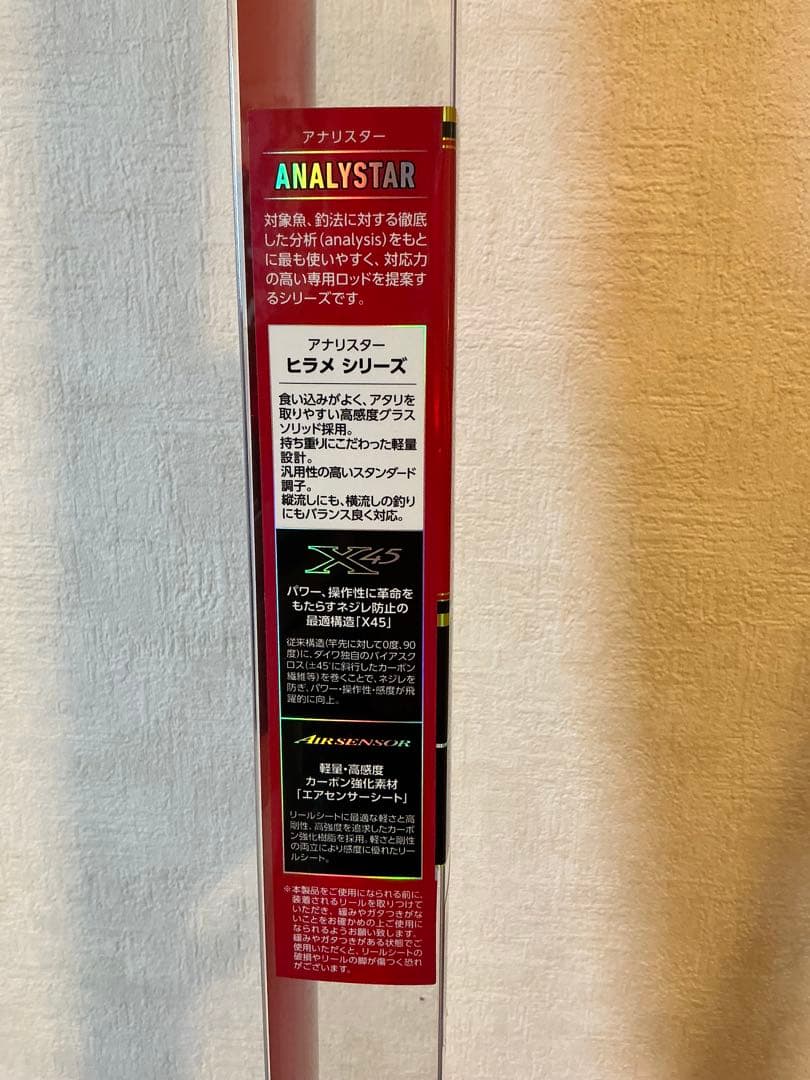 アナリスター
ANALYSTAR
対象魚、釣法に対する徹底
した分析(analysis)をもと
に最も使いやすく、対応力
の高い専用ロッドを提案す
るシリーズです。
アナリスター
ヒラメ シリーズ
食い込みがよく、アタリを
取りやすい高感度グラス
ソリッド採用。
持ち重りにこだわった軽量
設計。
汎用性の高いスタンダード
調子。
縦流しにも、横流しの釣り
にもバランス良く対応。
X45
パワー、操作性に革命を
もたらすネジレ防止の
最適構造「X45」
従来構造(竿先に対して0度、90
度)に、ダイワ独自のバイアスク
ロス(±45°に斜行したカーボン
繊維等)を巻くことで、ネジレを
防ぎ、パワー・操作性・感度が飛
躍的に向上。
AIRSENSOR
軽量・高感度
カーボン強化素材
「エアセンサーシート」
リールシートに最適な軽さと高
剛性、高強度を追求したカーボ
ン強化樹脂を採用。軽さと剛性
の両立により感度に優れたリー
ルシート。
※本製品をご使用になられる前に、
装着されるリールを取りつけて
いただき、緩みやガタつきがな
いことをお確かめの上ご使用に
なられるようお願い致します。
緩みやガタつきがある状態でご
使用いただくと、リールシートの
破損やリールの脚が傷つく恐れ
がございます。